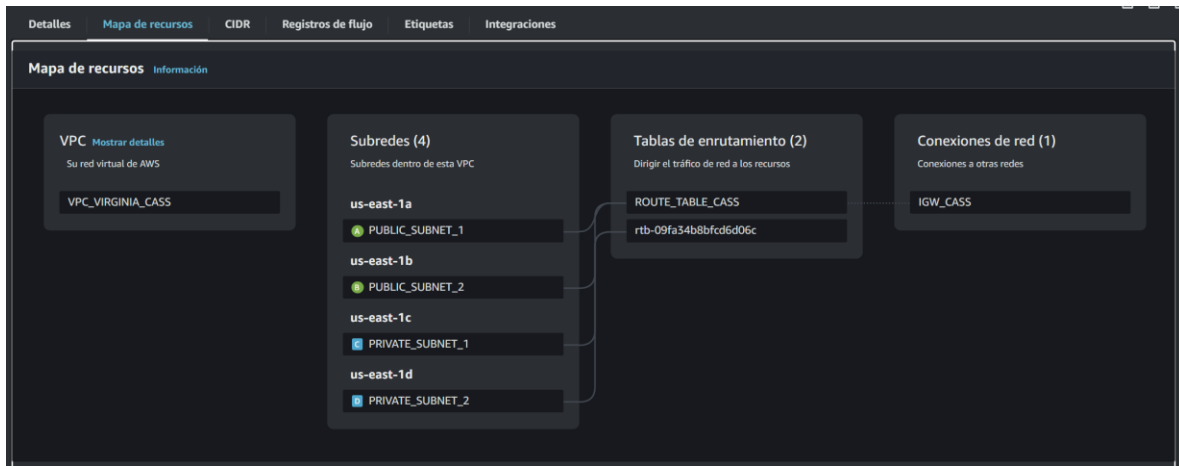 Detalles Mapa de recursos CIDR Registros de flujo Etiquetas Integraciones
Mapa de recursos Información
VPC Mostrar detalles
Su red virtual de AWS
VPC_VIRGINIA_CASS
Subredes (4)
Subredes dentro de esta VPC
us-east-1a
A PUBLIC_SUBNET_1
us-east-1b
B PUBLIC_SUBNET_2
us-east-1c
C PRIVATE_SUBNET_1
us-east-1d
D PRIVATE_SUBNET_2
Tablas de enrutamiento (2)
Dirigir el tráfico de red a los recursos
ROUTE_TABLE_CASS
rtb-09fa34b8bfcd6d06c
Conexiones de red (1)
Conexiones a otras redes
IGW_CASS